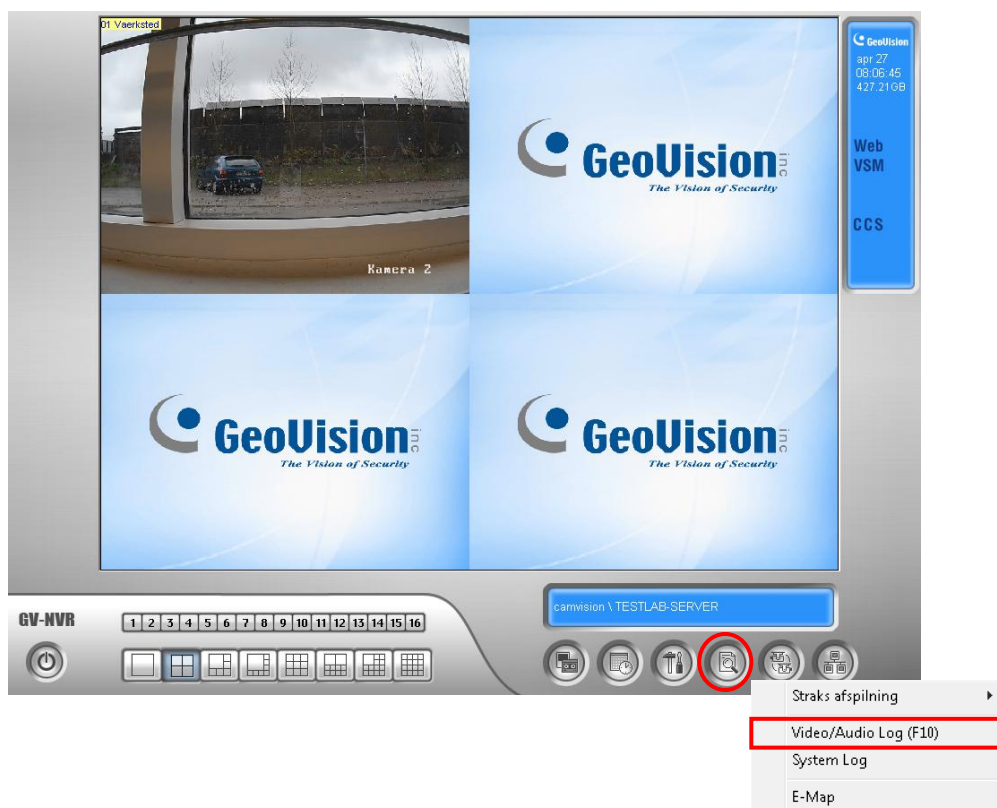 01 Vaerksted
Kamera 2
GeoVision inc
The Vision of Security
GeoVision inc
The Vision of Security
GeoVision inc
The Vision of Security
GeoVision
apr 27
08:06:45
427.21GB
Web
VSM
CCS
GV-NVR
1 2 3 4 5 6 7 8 9 10 11 12 13 14 15 16
camvision \ TESTLAB-SERVER
Straks afspilning
Video/Audio Log (F10)
System Log
E-Map